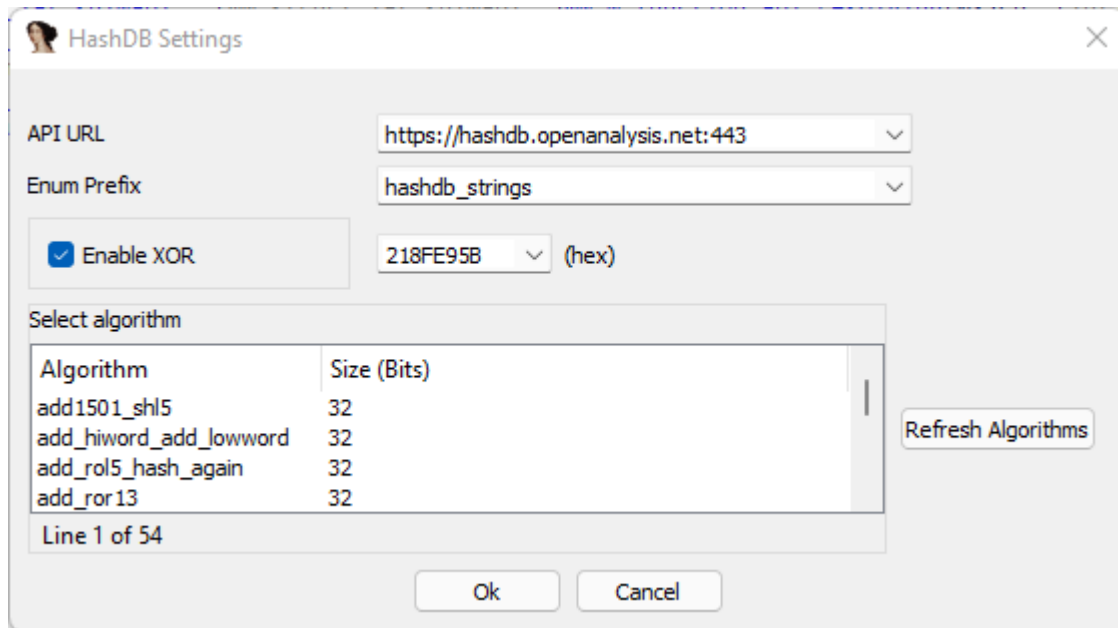 HashDB Settings
API URL
https://hashdb.openanalysis.net:443
Enum Prefix
hashdb_strings
Enable XOR
218FE95B (hex)
Select algorithm
Algorithm Size (Bits)
add1501_shl5 32
add_hiword_add_lowword 32
add_rol5_hash_again 32
add_ror13 32
Refresh Algorithms
Line 1 of 54
Ok Cancel